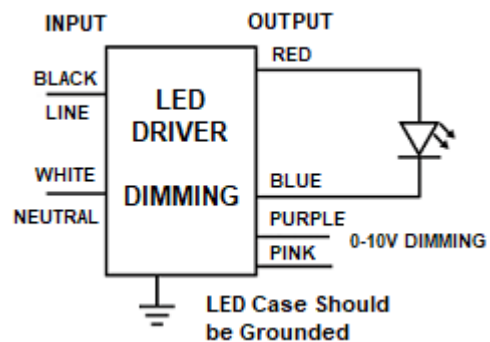 INPUT
OUTPUT
BLACK
LINE
WHITE
NEUTRAL
LED
DRIVER
DIMMING
RED
BLUE
PURPLE
PINK
0-10V DIMMING
LED Case Should
be Grounded